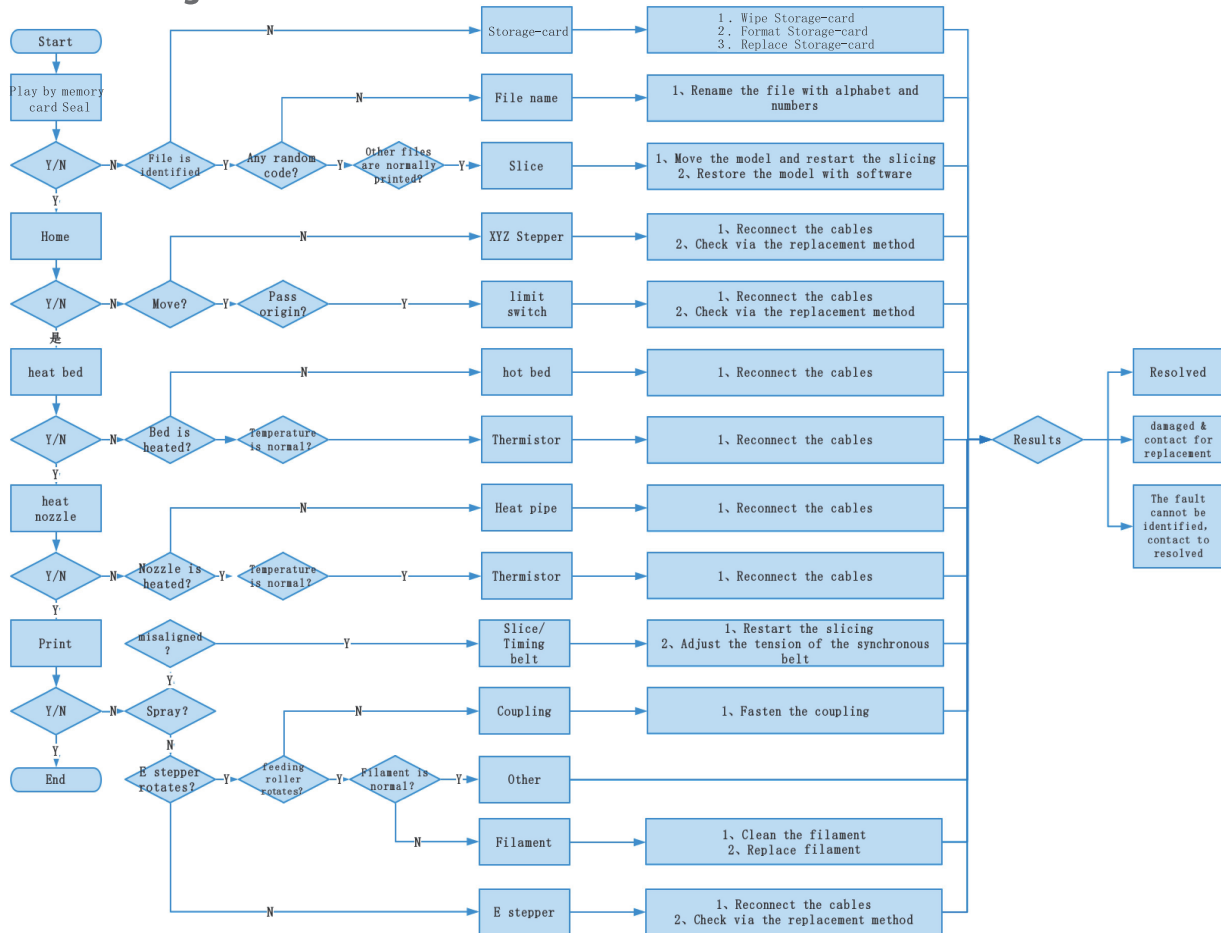 Start
Play by memory
card Seal
Y/N
N
File is
identified
N
Storage-card
1. Wipe Storage-card
2. Format Storage-card
3. Replace Storage-card
Y
Any random
code?
N
File name
1、Rename the file with alphabet and
numbers
Y
Other files
are normally
printed?
Y
Slice
1、Move the model and restart the slicing
2、Restore the model with software
Y
Home
Y/N
N
Move?
N
XYZ Stepper
1、Reconnect the cables
2、Check via the replacement method
Y
Pass
origin?
Y
limit
switch
1、Reconnect the cables
2、Check via the replacement method
是
heat bed
Y/N
N
Bed is
heated?
N
hot bed
1、Reconnect the cables
Temperature
is normal?
Thermistor
1、Reconnect the cables
Y
heat
nozzle
Y/N
N
Nozzle is
heated?
N
Heat pipe
1、Reconnect the cables
Y
Temperature
is normal?
Y
Thermistor
1、Reconnect the cables
Y
Print
Y/N
N
Spray?
Y
misaligned
?
Y
Slice/
Timing
belt
1、Restart the slicing
2、Adjust the tension of the synchronous
belt
N
E stepper
rotates?
Y
feeding
roller
rotates?
N
Coupling
1、Fasten the coupling
Y
Filament is
normal?
Y
Other
N
Filament
1、Clean the filament
2、Replace filament
N
E stepper
1、Reconnect the cables
2、Check via the replacement method
Y
End
Results
Resolved
damaged &
contact for
replacement
The fault
cannot be
identified,
contact to
resolved